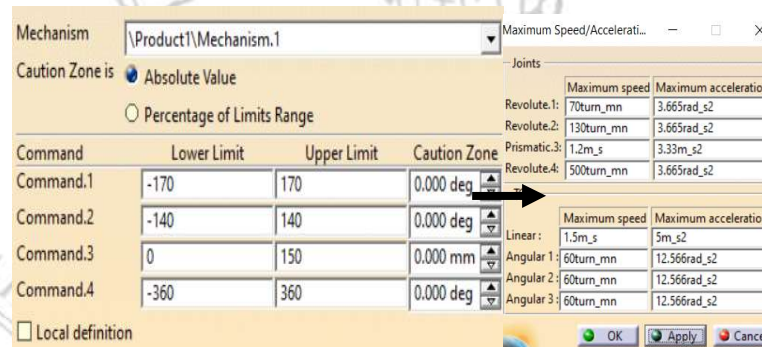 Mechanism \Product1\Mechanism.1
Caution Zone is Absolute Value
Percentage of Limits Range
Command Lower Limit Upper Limit Caution Zone
Command.1 -170 170 0.000 deg
Command.2 -140 140 0.000 deg
Command.3 0 150 0.000 mm
Command.4 -360 360 0.000 deg
Local definition
Maximum Speed/Accelerati...
Joints
Maximum speed Maximum acceleratio
Revolute.1: 70turn_mn 3.665rad_s2
Revolute.2: 130turn_mn 3.665rad_s2
Prismatic.3: 1.2m_s 3.33m_s2
Revolute.4: 500turn_mn 3.665rad_s2
Maximum speed Maximum acceleratio
Linear : 1.5m_s 5m_s2
Angular 1 : 60turn_mn 12.566rad_s2
Angular 2 : 60turn_mn 12.566rad_s2
Angular 3 : 60turn_mn 12.566rad_s2
OK Apply Cance